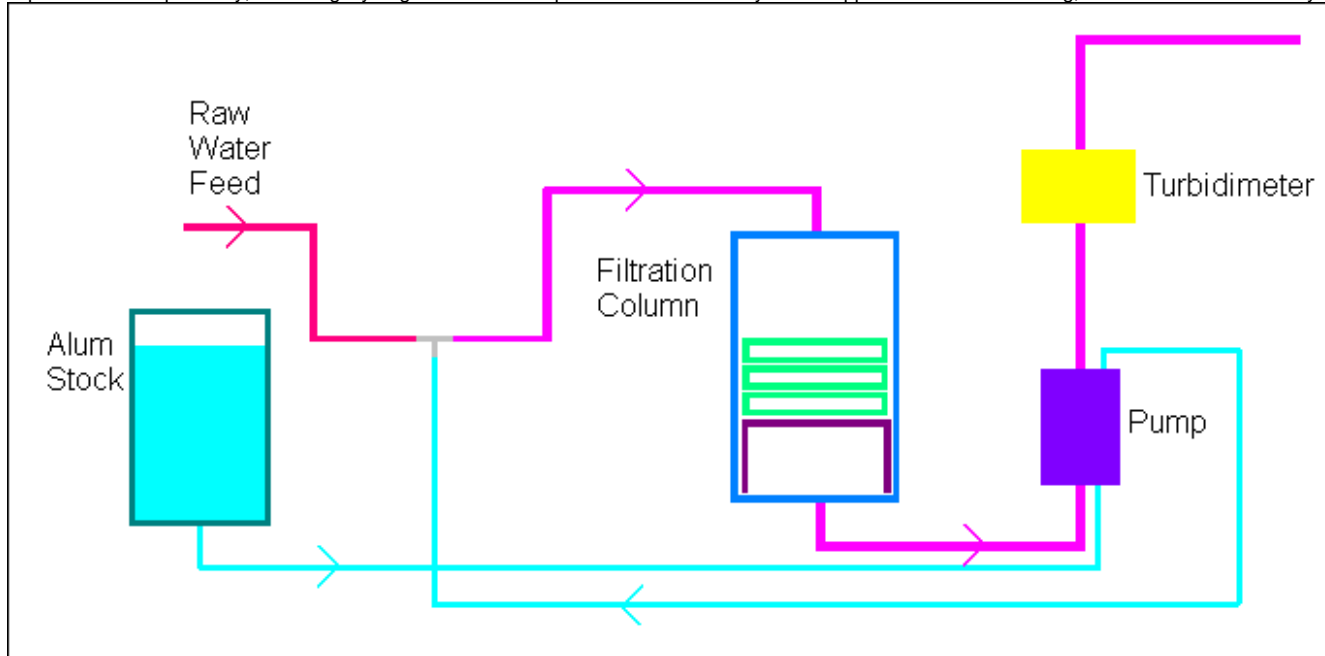 Raw
Water
Feed
Alum
Stock
Filtration
Column
Turbidimeter
Pump